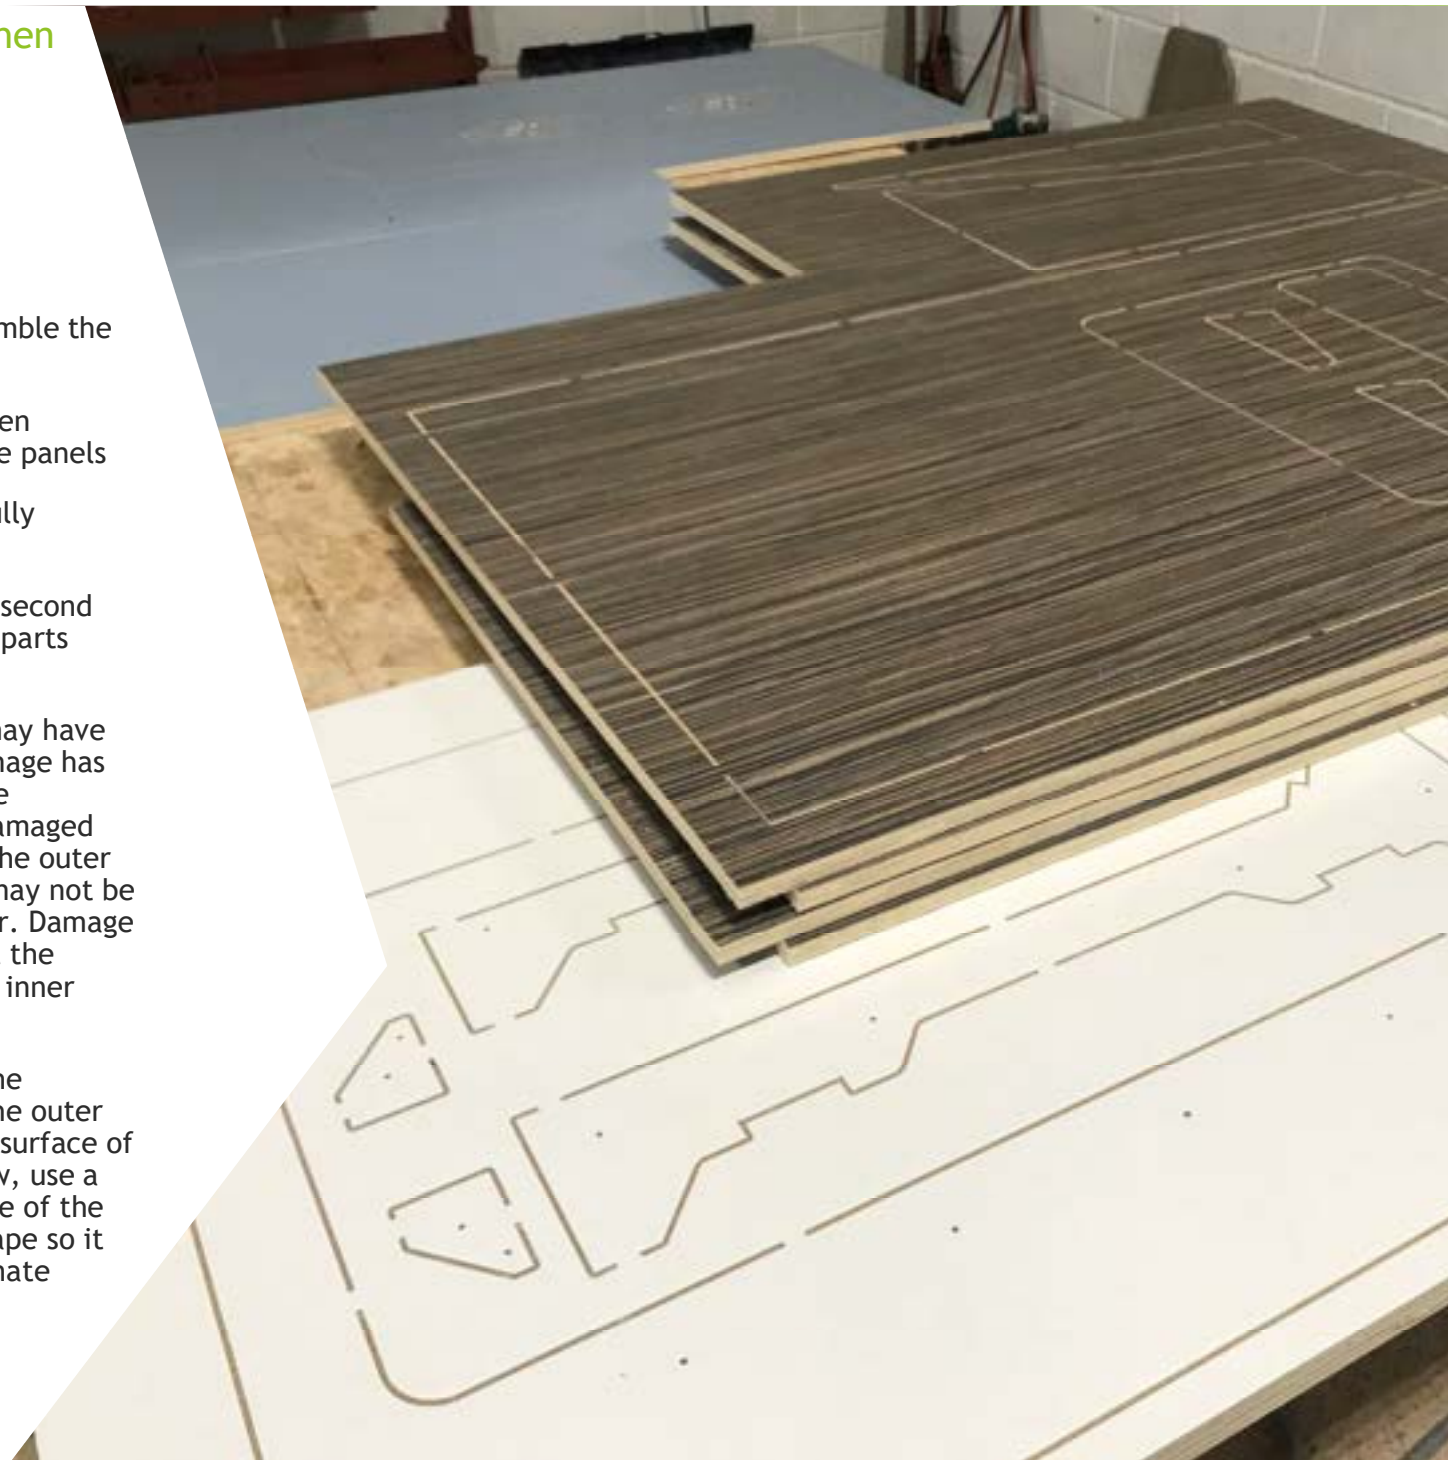 hen
mble the
en
e panels
lly
second
parts
may have
mage has
e
amaged
he outer
may not be
r. Damage
the
inner
he
he outer
surface of
w, use a
e of the
ape so it
nate